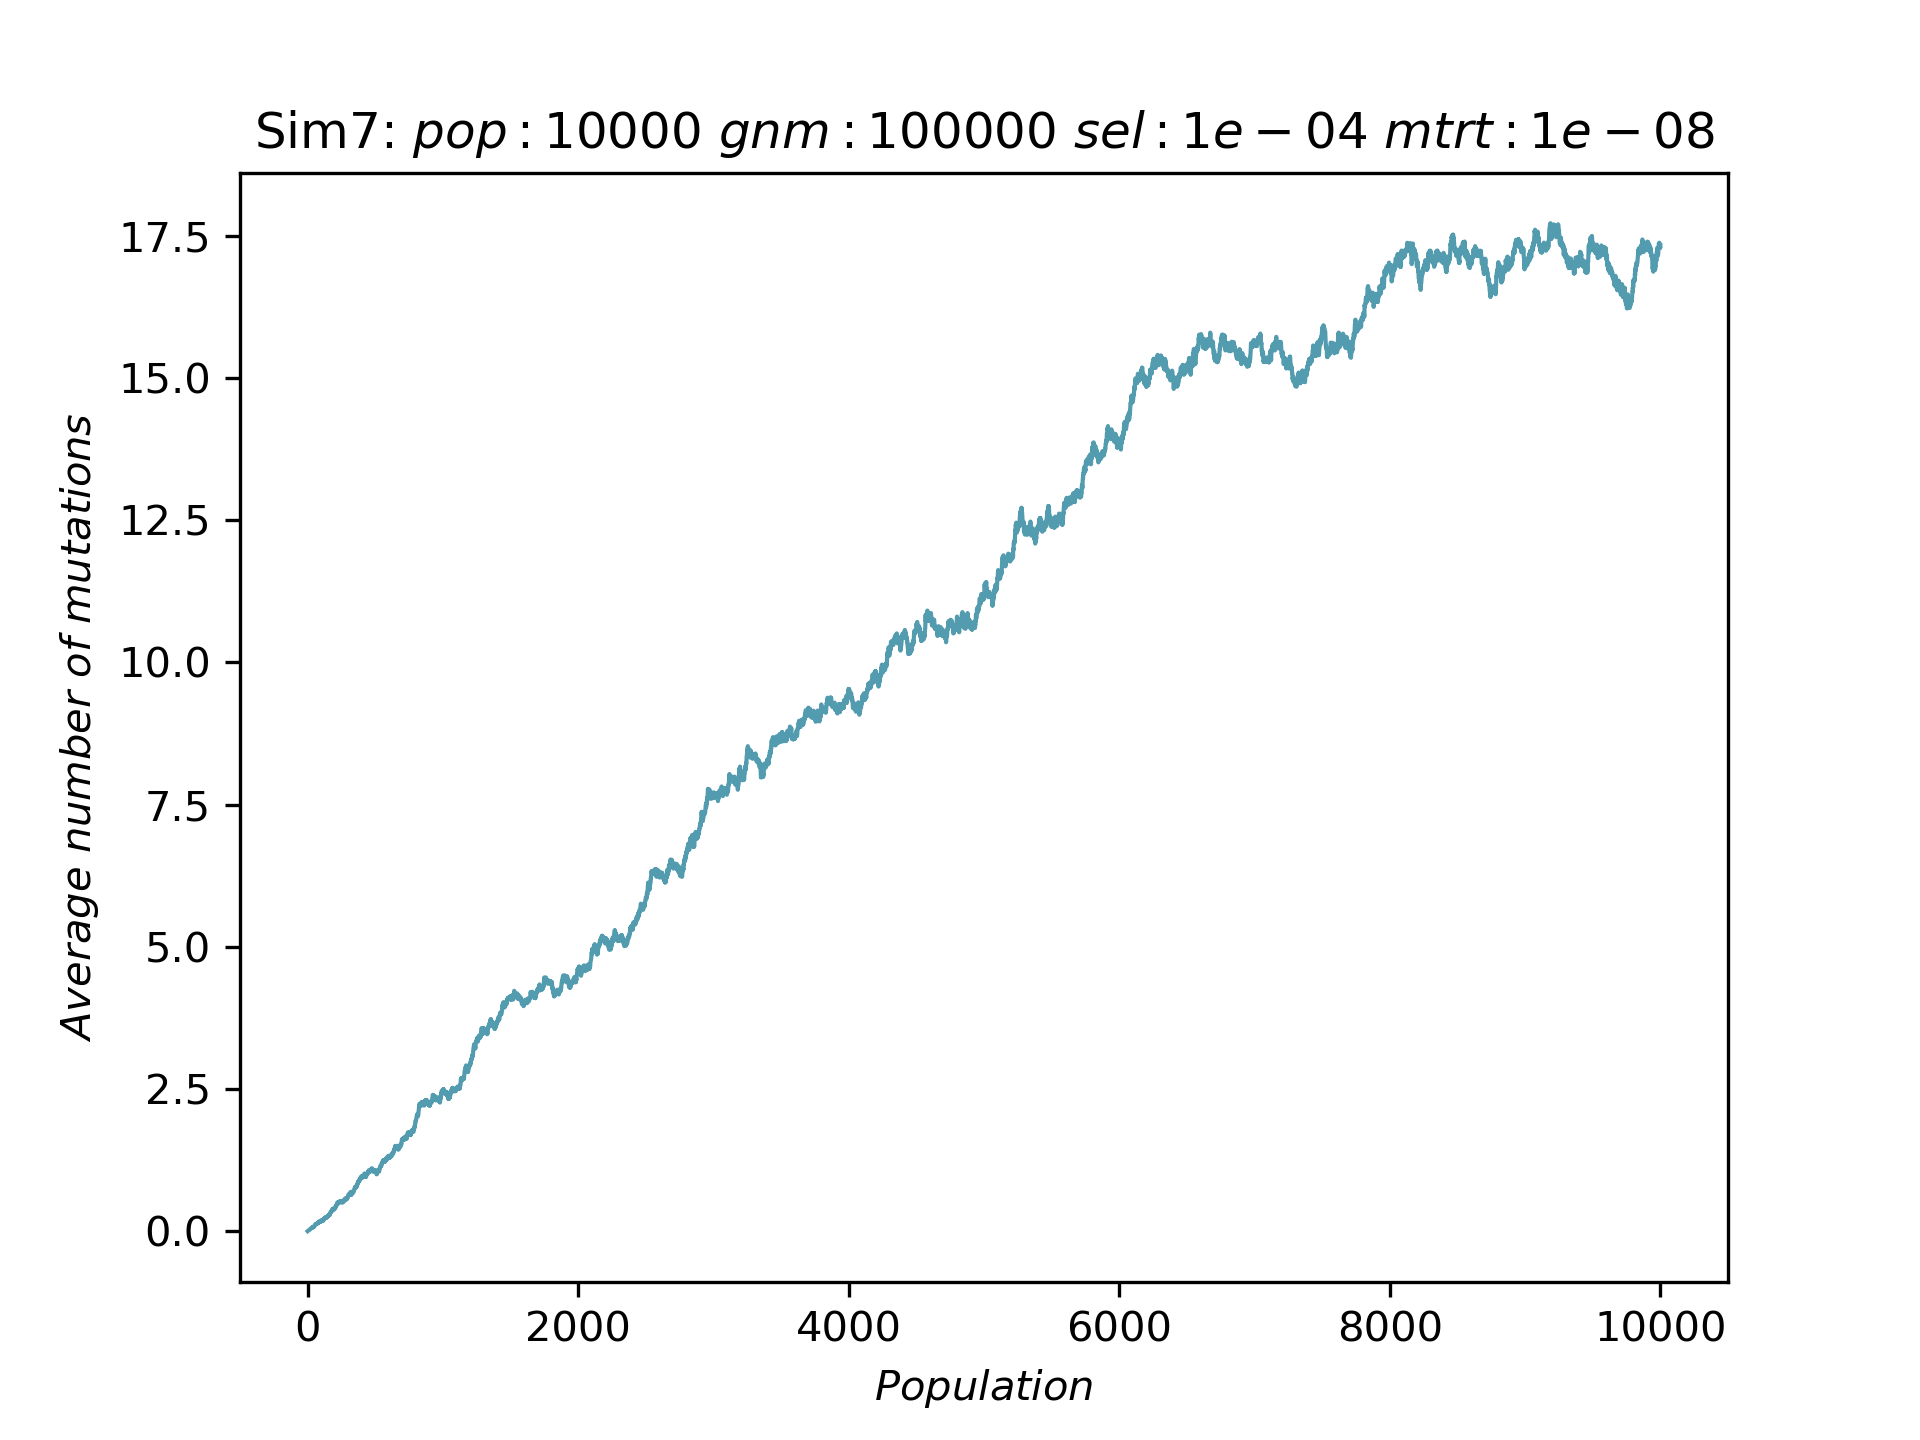 Sim7: pop : 10000 gnm : 100000 sel : 1e − 04 mtrt : 1e − 08
Average number of mutations
17.5
15.0
12.5
10.0
7.5
5.0
2.5
0.0
0 2000 4000 6000 8000 10000
Population